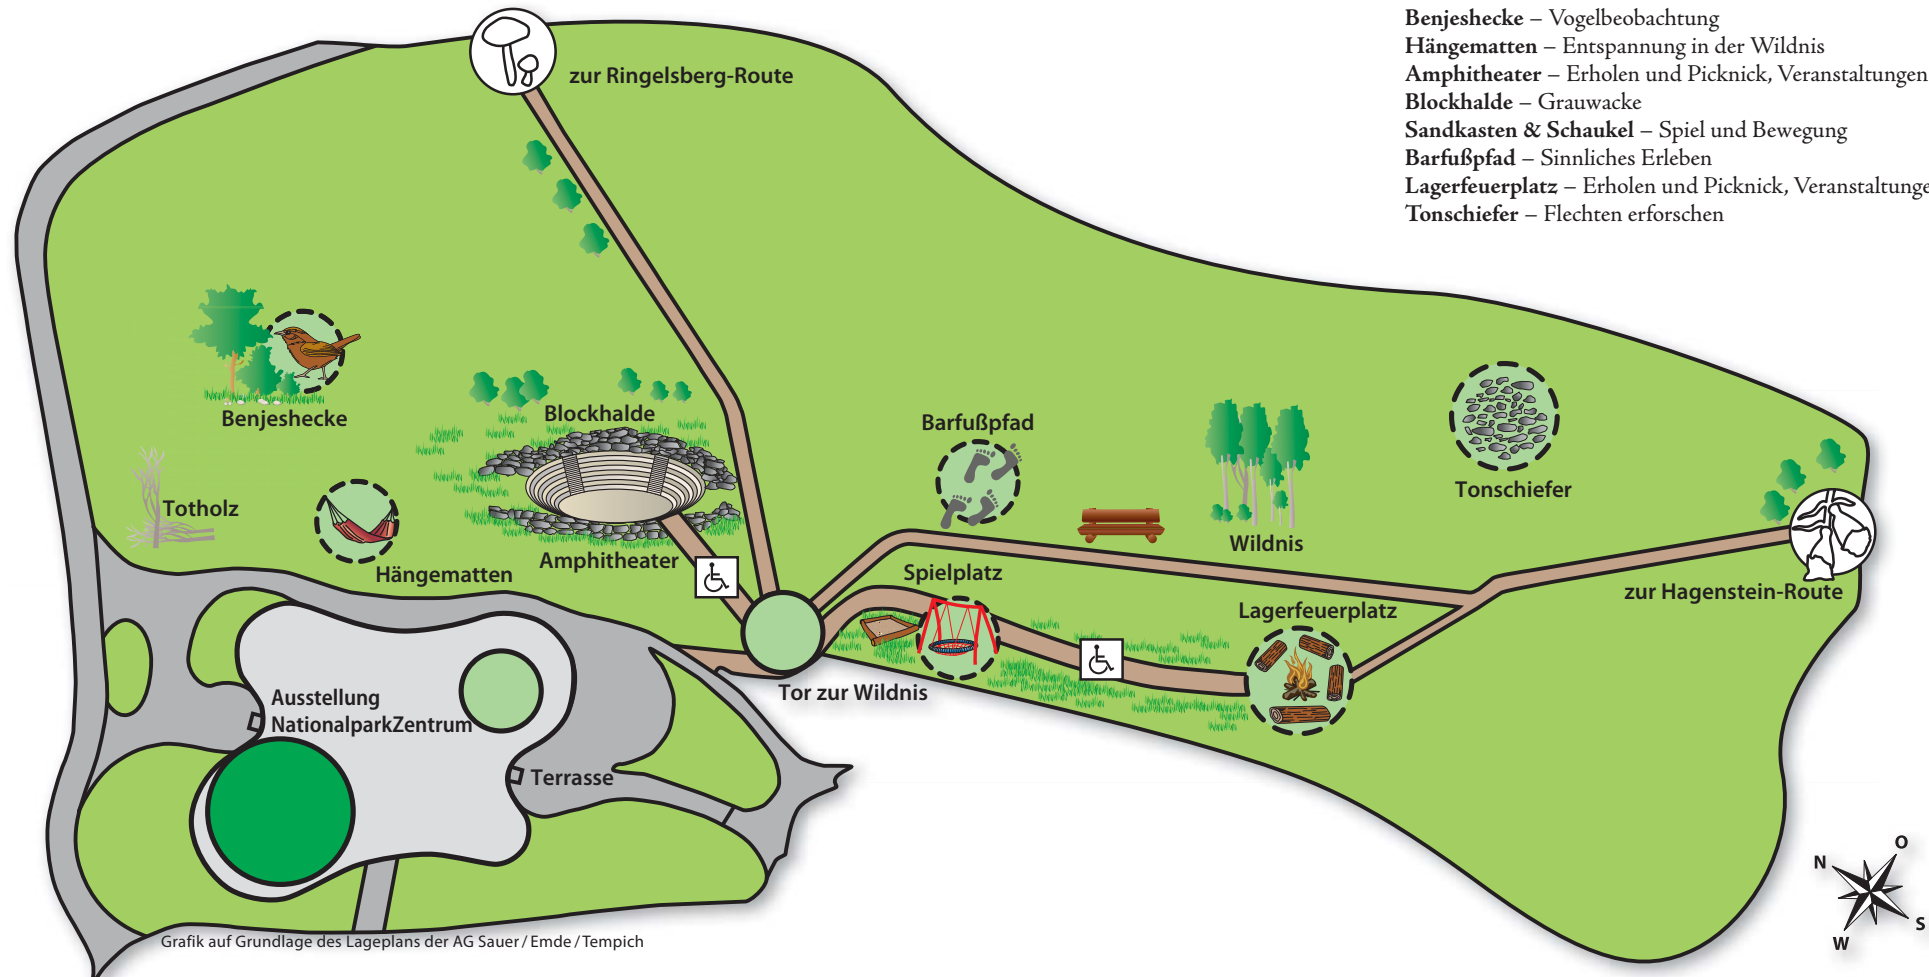 Benjeshecke – Vogelbeobachtung
Hängematten – Entspannung in der Wildnis
Amphitheater – Erholen und Picknick, Veranstaltungen
Blockhalde – Grauwacke
Sandkasten & Schaukel – Spiel und Bewegung
Barfußpfad – Sinnliches Erleben
Lagerfeuerplatz – Erholen und Picknick, Veranstaltunge
Tonschiefer – Flechten erforschen
zur Ringelsberg-Route
Benjeshecke
Blockhalde
Barfußpfad
Totholz
Tonschiefer
Hängematten
Amphitheater
Wildnis
Spielplatz
Lagerfeuerplatz
zur Hagenstein-Route
Tor zur Wildnis
Ausstellung
NationalparkZentrum
Terrasse
N
O
S
W
Grafik auf Grundlage des Lageplans der AG Sauer / Emde / Tempich